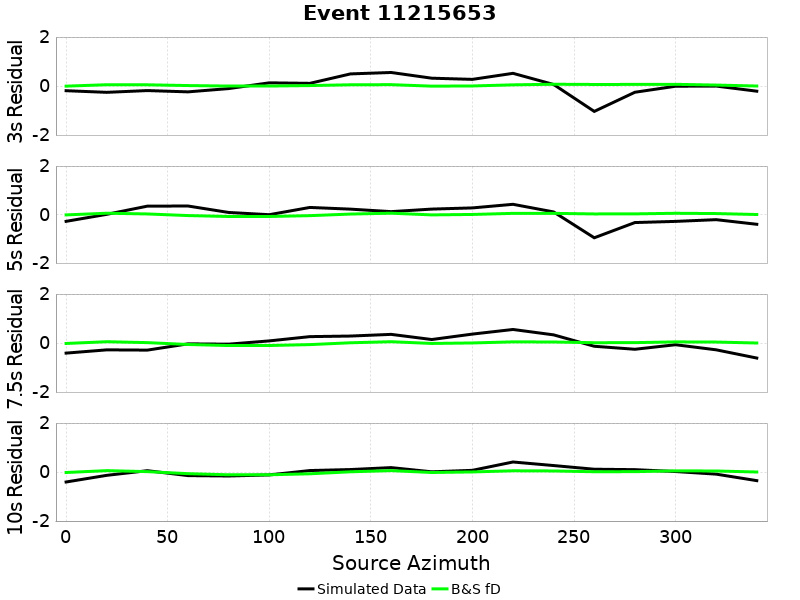 Event 11215653
3s Residual
2
0
-2
5s Residual
2
0
-2
7.5s Residual
2
0
-2
10s Residual
2
0
-2
0 50 100 150 200 250 300
Source Azimuth
Simulated Data B&S fD